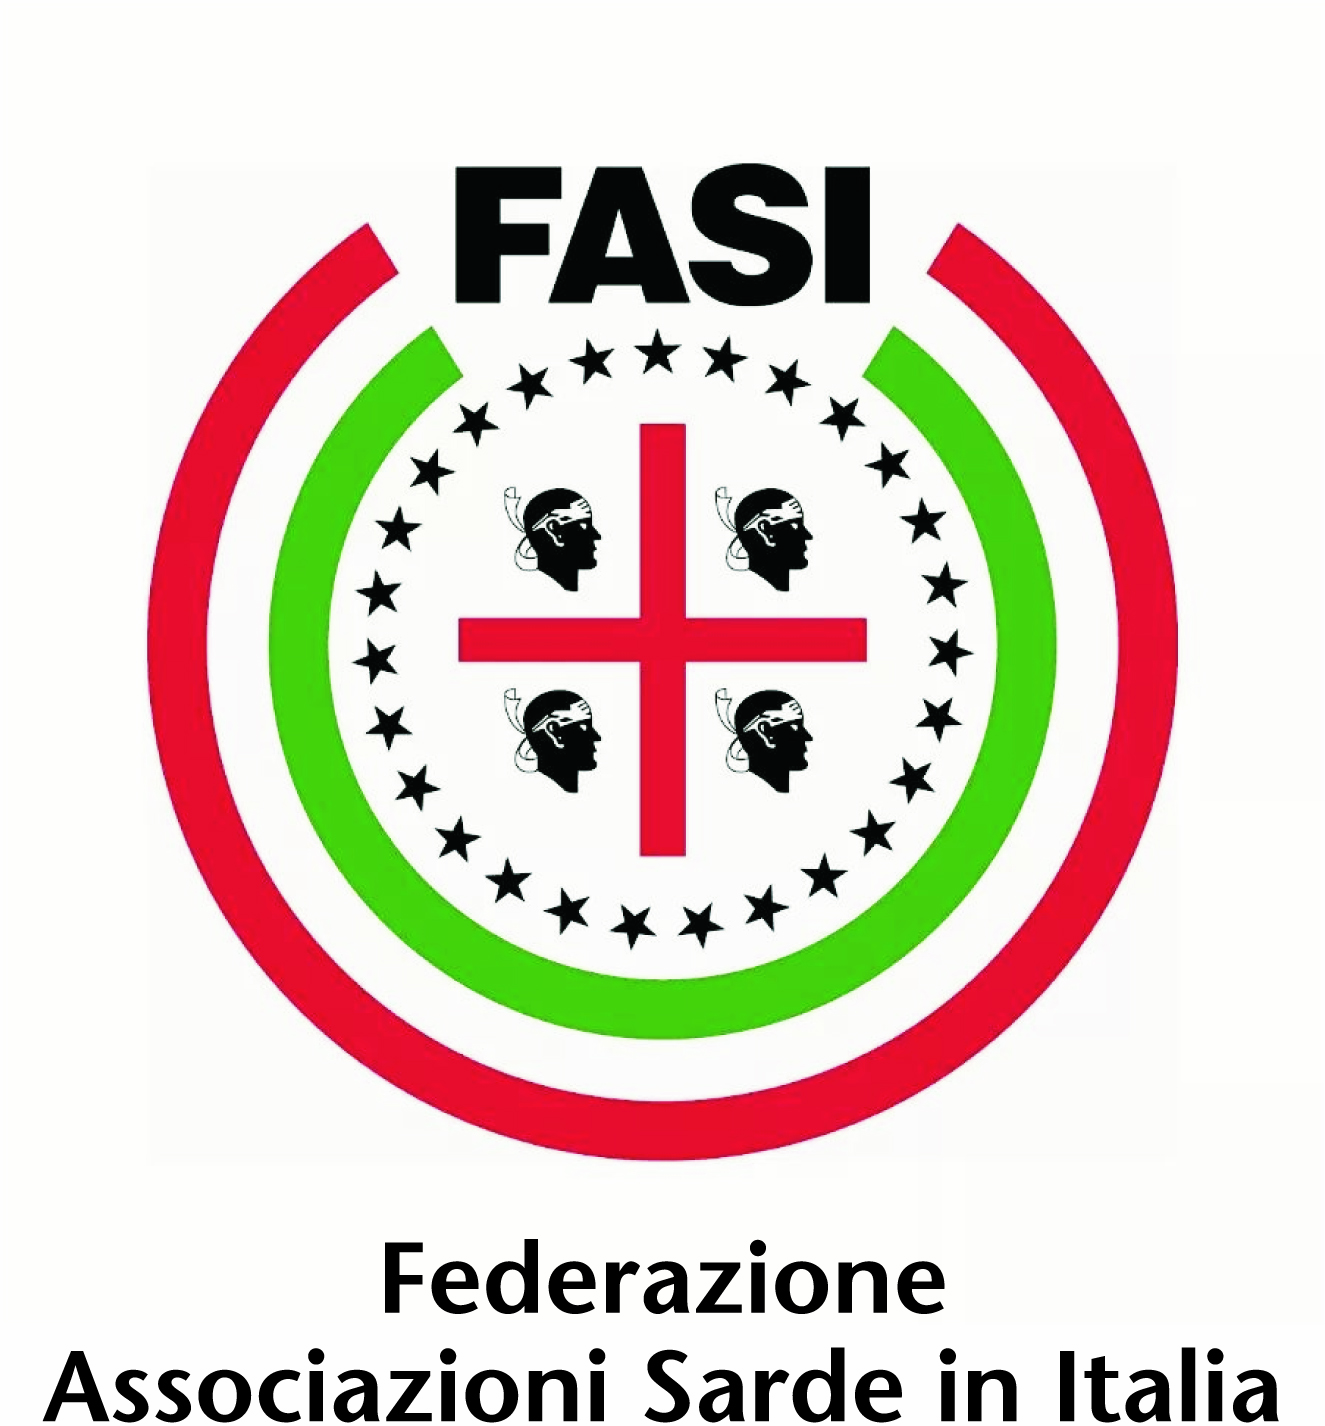 FASI
Federazione
Associazioni Sarde in Italia